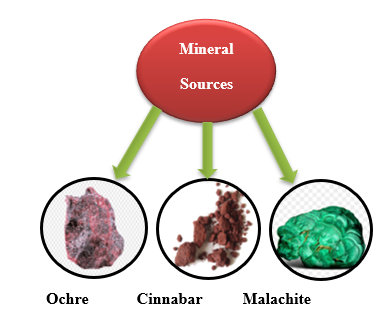 Mineral
Sources
Ochre Cinnabar Malachite